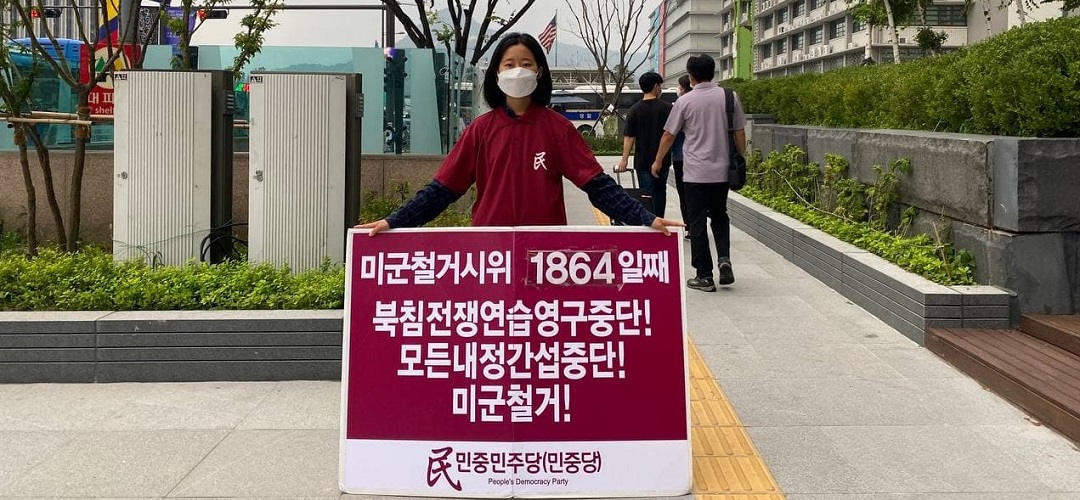 民
미군철거시위 1864일째
북침전쟁연습영구중단!
모든내정간섭중단!
미군철거!
民 민중민주당(민중당)
People's Democracy Party